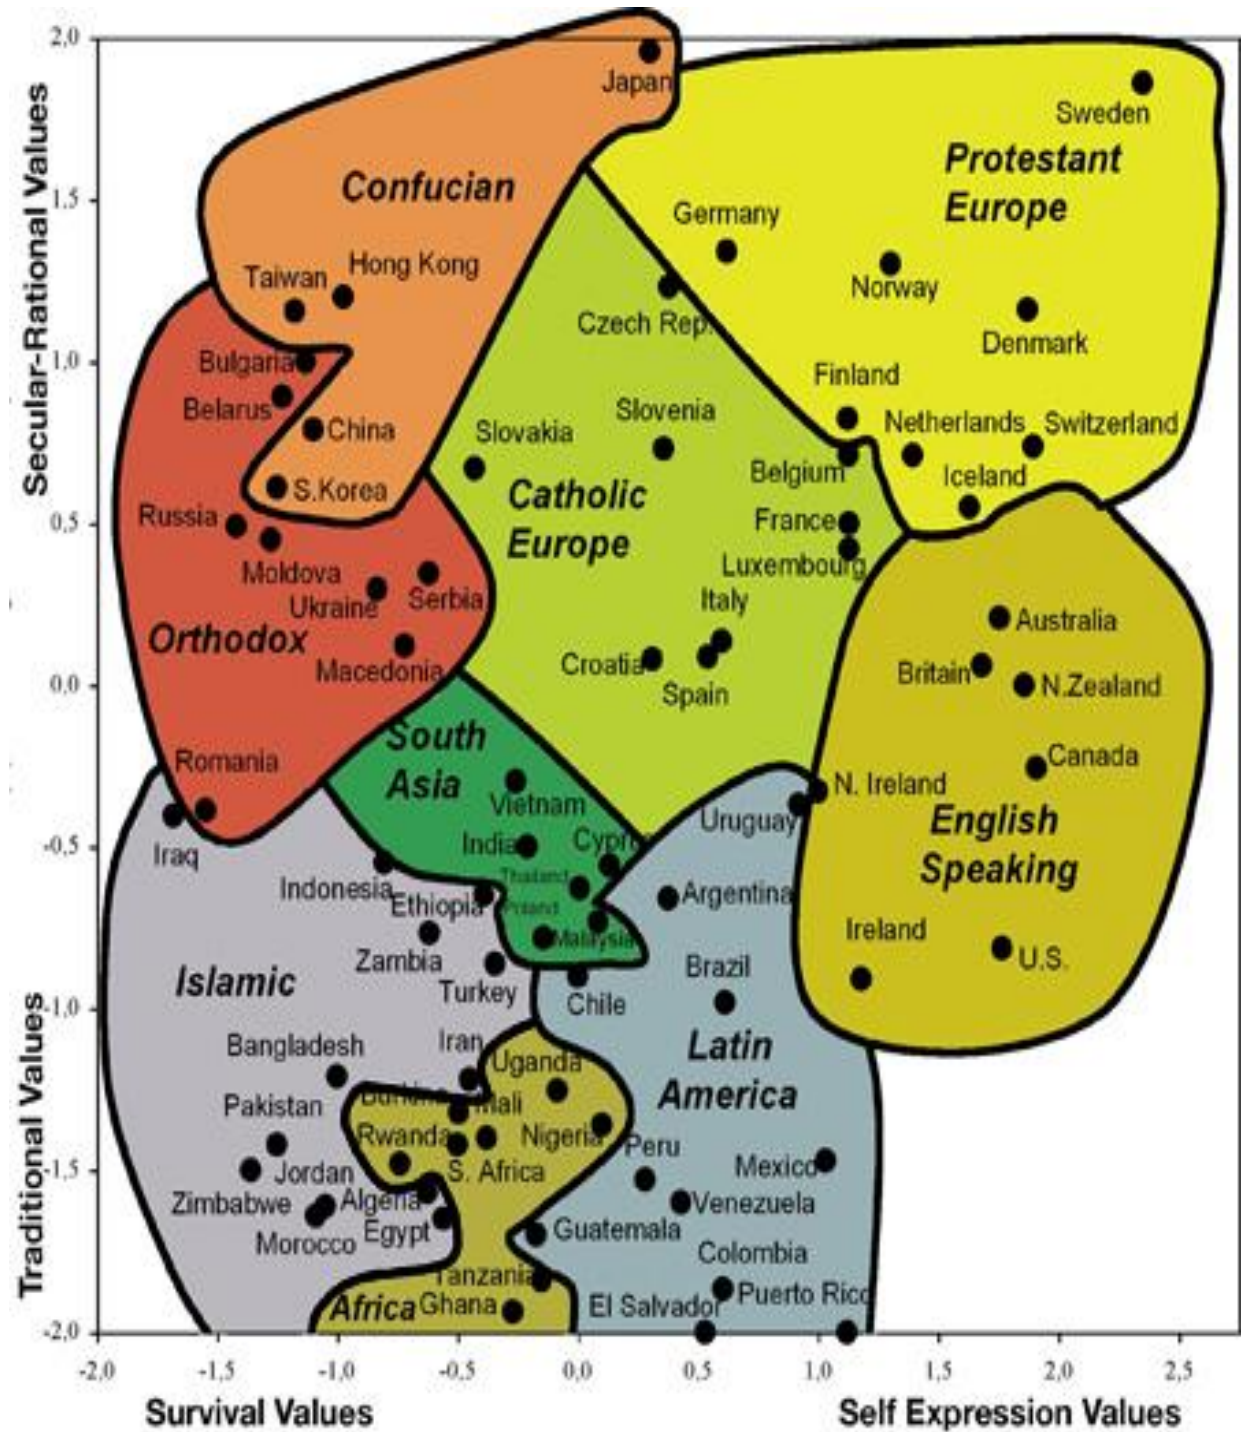 2,0
Japan
Sweden
Protestant
Europe
Confucian
1,5
Germany
Hong Kong
Taiwan
Norway
Czech Rep.
Denmark
1,0
Bulgaria
Finland
Belarus
Slovenia
China
Slovakia
Netherlands
Switzerland
Belgium
Iceland
S.Korea
Catholic
Europe
0,5
Russia
France
Moldova
Luxembourg
Ukraine
Serbia
Italy
Australia
Orthodox
Macedonia
Croatia
Spain
Britain
N.Zealand
0,0
South
Asia
Canada
Romania
N. Ireland
Vietnam
Uruguay
English
Speaking
-0,5
Iraq
India
Cyprus
Thailand
Indonesia
Ethiopia
Poland
Argentina
Malaysia
Ireland
Zambia
U.S.
Islamic
Turkey
Brazil
Chile
-1,0
Bangladesh
Iran
Latin
America
Uganda
Burkina
Mali
Pakistan
Rwanda
Nigeria
Peru
-1,5
Jordan
S. Africa
Mexico
Zimbabwe
Algeria
Venezuela
Morocco
Egypt
Guatemala
Colombia
Tanzania
Puerto Rico
Africa
Ghana
El Salvador
-2,0
Secular-Rational Values
Traditional Values
-2,0 -1,5 -1,0 -0,5 0,0 0,5 1,0 1,5 2,0 2,5
Survival Values
Self Expression Values